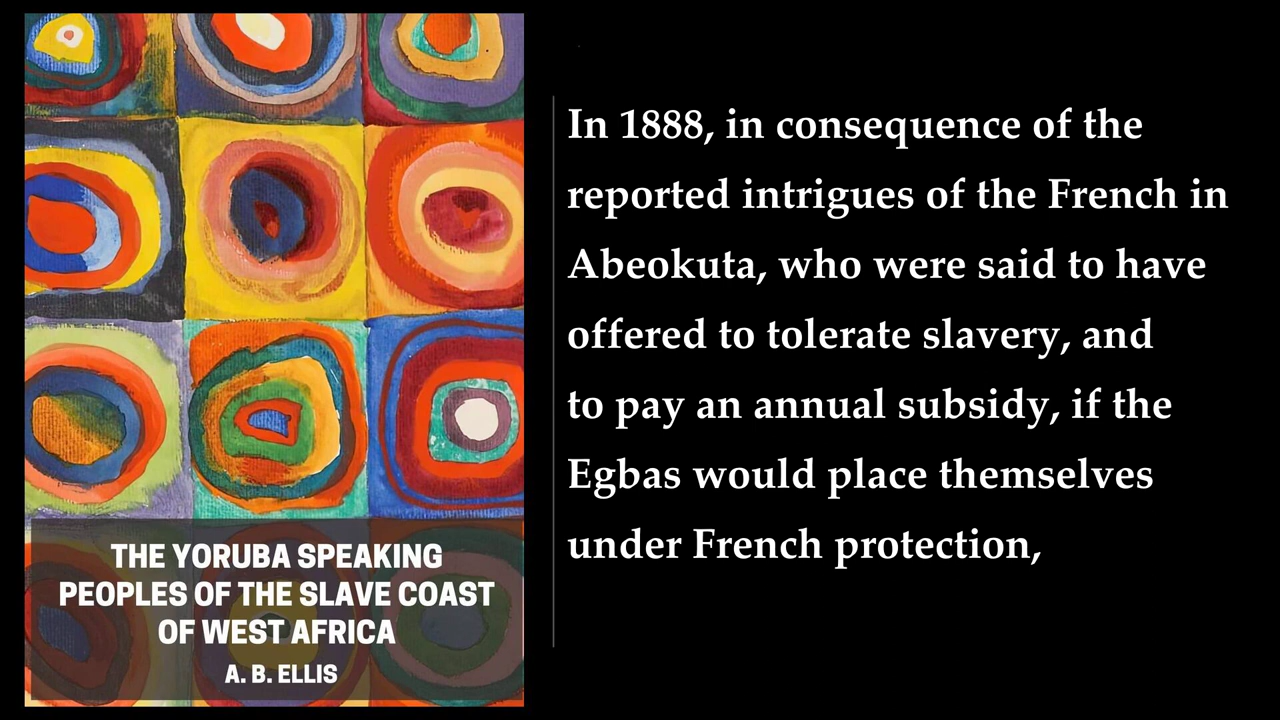 THE YORUBA SPEAKING
PEOPLES OF THE SLAVE COAST
OF WEST AFRICA
A. B. ELLIS
In 1888, in consequence of the
reported intrigues of the French in
Abeokuta, who were said to have
offered to tolerate slavery, and
to pay an annual subsidy, if the
Egbas would place themselves
under French protection,